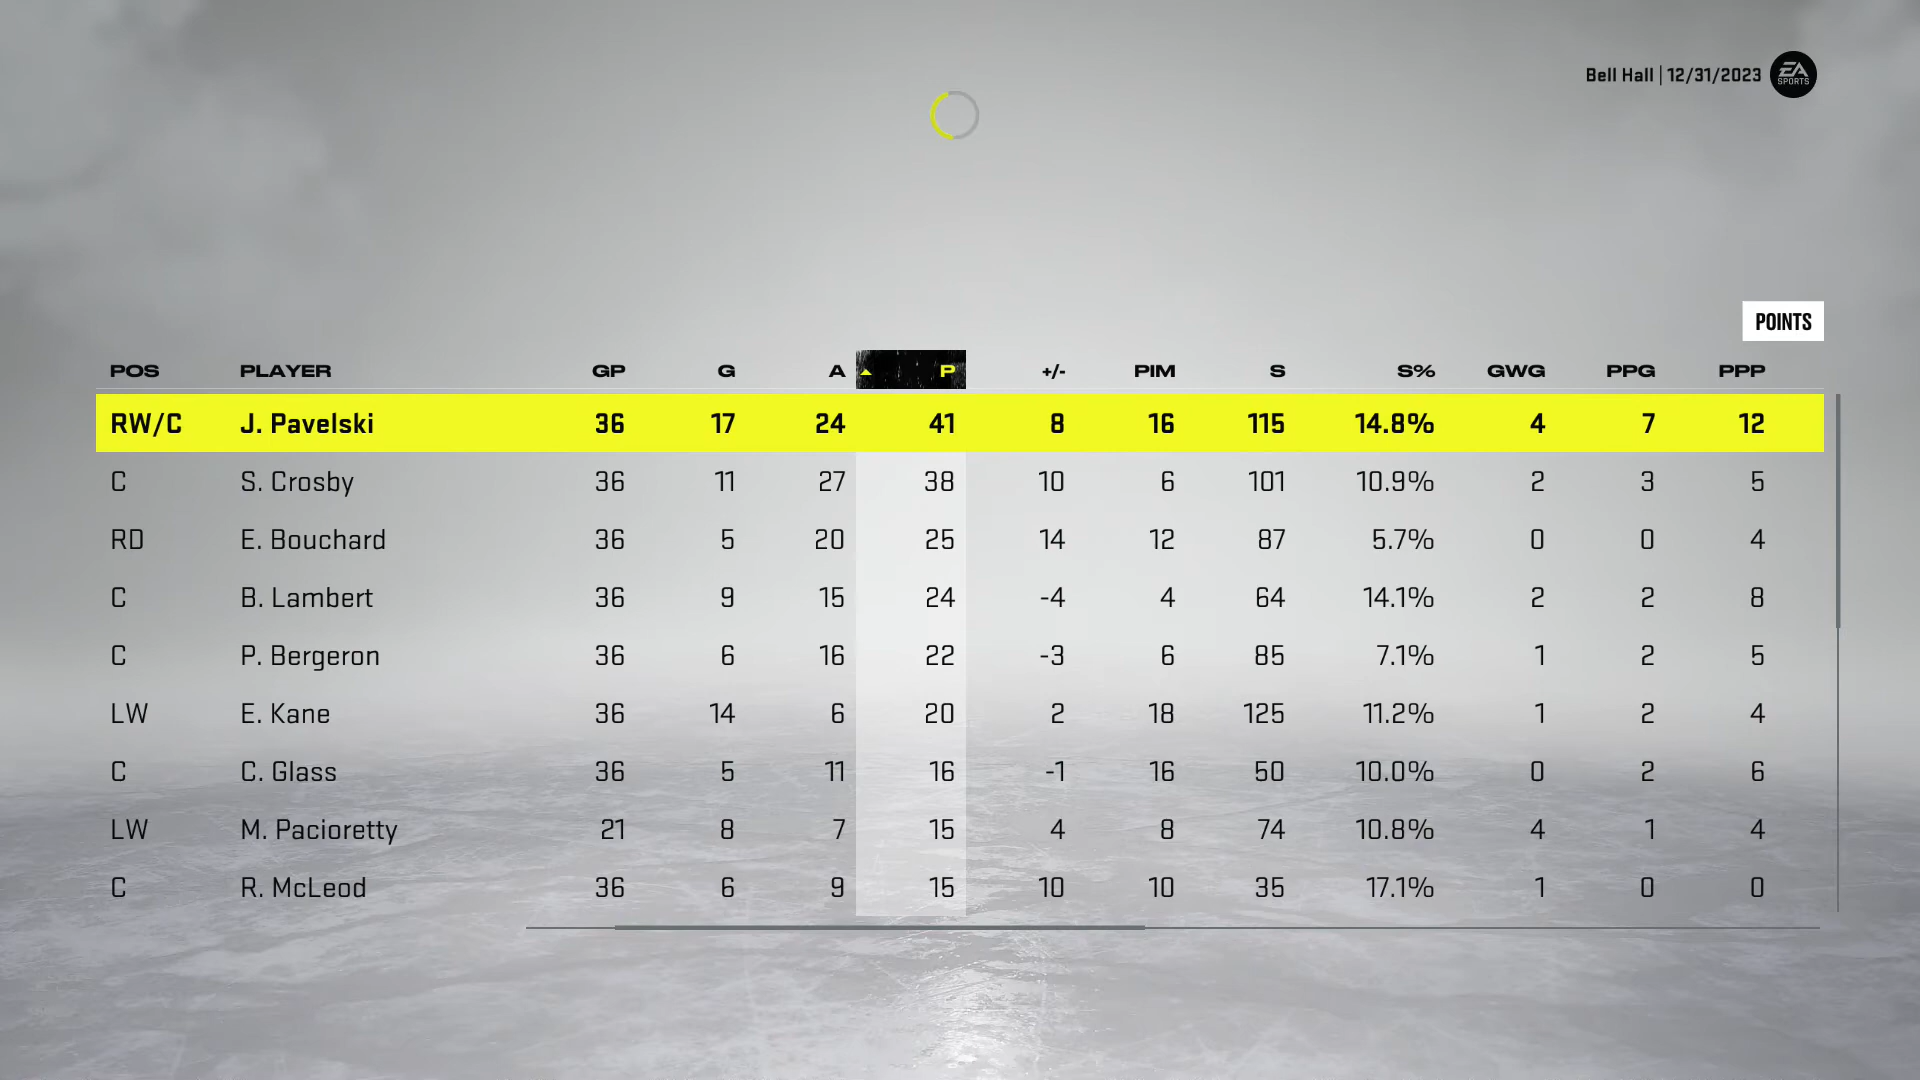 Bell Hall | 12/31/2023 EA SPORTS
POINTS
POS PLAYER GP G A P +/- PIM S S% GWG PPG PPP
RW/C J. Pavelski 36 17 24 41 8 16 115 14.8% 4 7 12
C S. Crosby 36 11 27 38 10 6 101 10.9% 2 3 5
RD E. Bouchard 36 5 20 25 14 12 87 5.7% 0 0 4
C B. Lambert 36 9 15 24 -4 4 64 14.1% 2 2 8
C P. Bergeron 36 6 16 22 -3 6 85 7.1% 1 2 5
LW E. Kane 36 14 6 20 2 18 125 11.2% 1 2 4
C C. Glass 36 5 11 16 -1 16 50 10.0% 0 2 6
LW M. Pacioretty 21 8 7 15 4 8 74 10.8% 4 1 4
C R. McLeod 36 6 9 15 10 10 35 17.1% 1 0 0